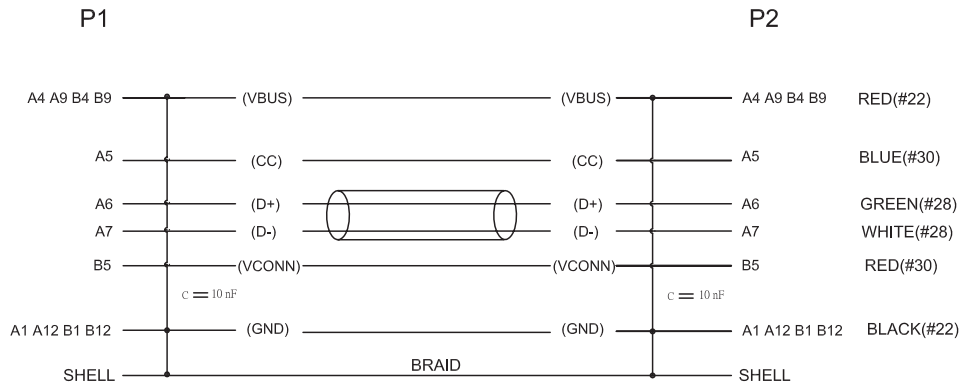 P1 P2
A4 A9 B4 B9 (VBUS) (VBUS) A4 A9 B4 B9 RED(#22)
A5 (CC) (CC) A5 BLUE(#30)
A6 (D+) (D+) A6 GREEN(#28)
A7 (D-) (D-) A7 WHITE(#28)
B5 (VCONN) (VCONN) B5 RED(#30)
C = 10 nF C = 10 nF
A1 A12 B1 B12 (GND) (GND) A1 A12 B1 B12 BLACK(#22)
SHELL BRAID SHELL